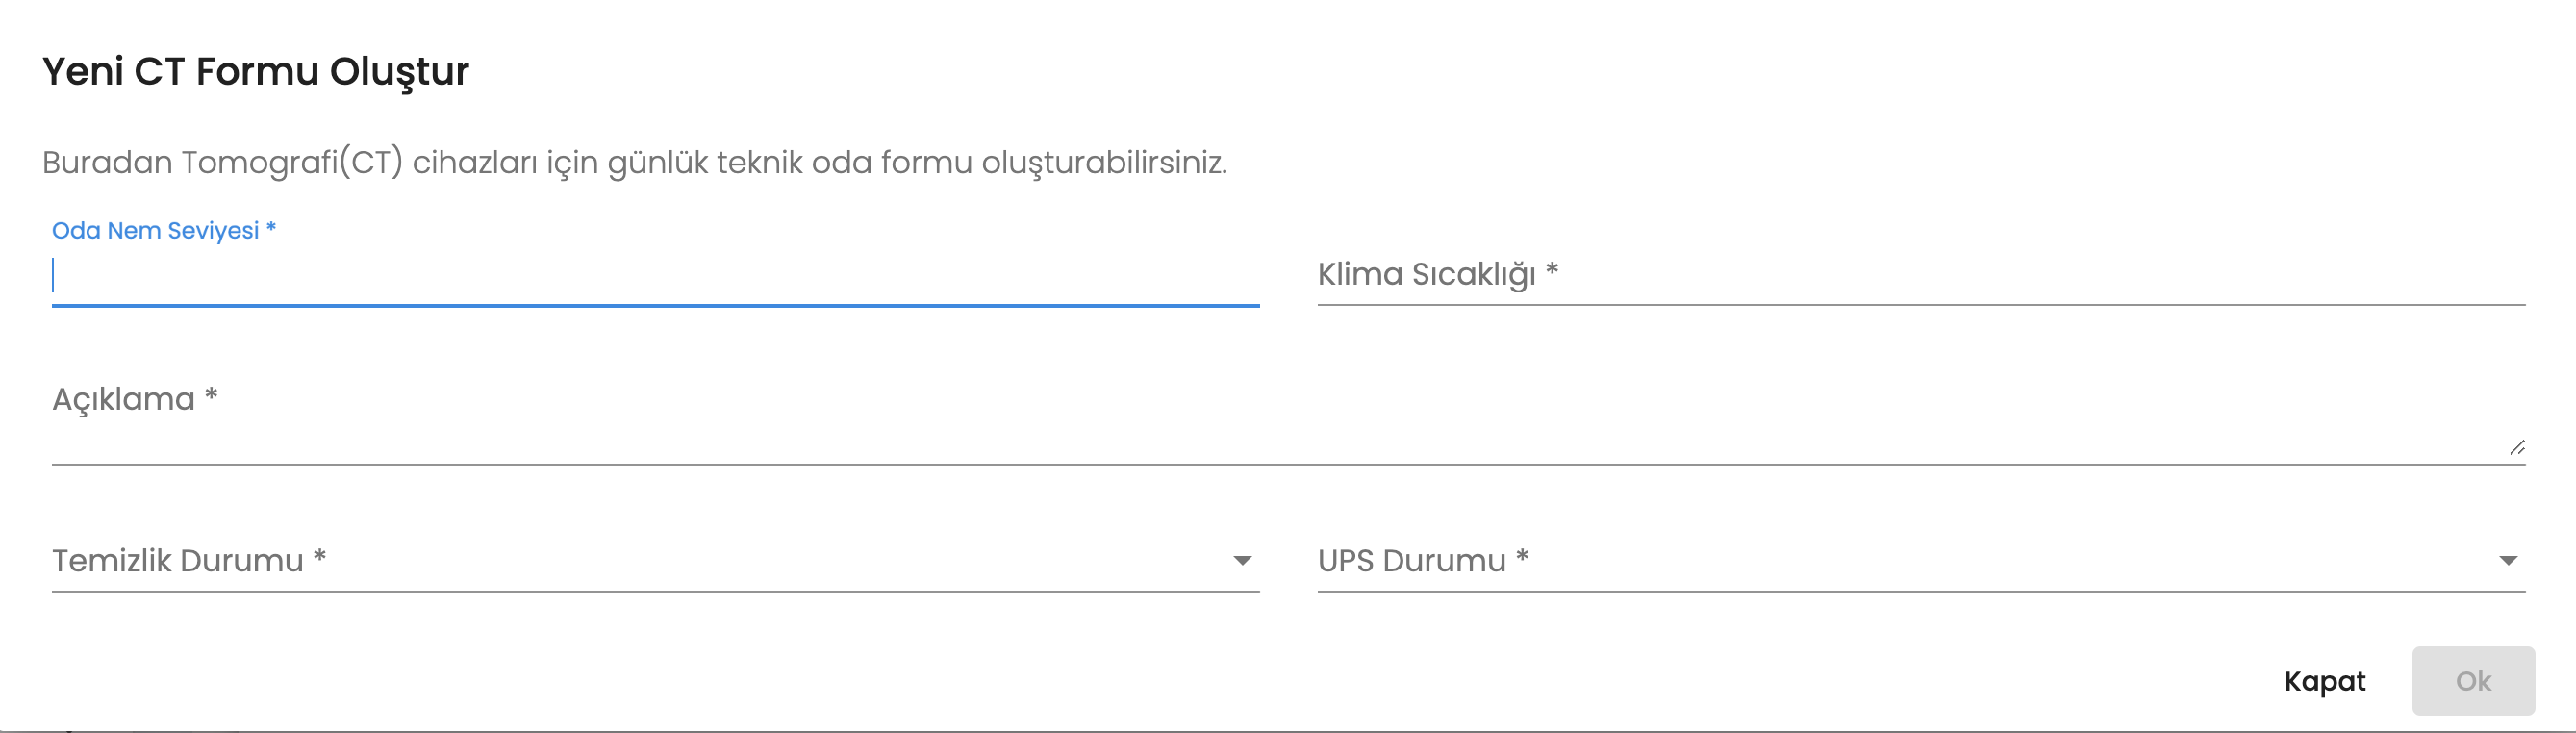 Yeni CT Formu Oluştur
Buradan Tomografi(CT) cihazları için günlük teknik oda formu oluşturabilirsiniz.
Oda Nem Seviyesi *
Klima Sıcaklığı *
Açıklama *
Temizlik Durumu *
UPS Durumu *
Kapat
Ok